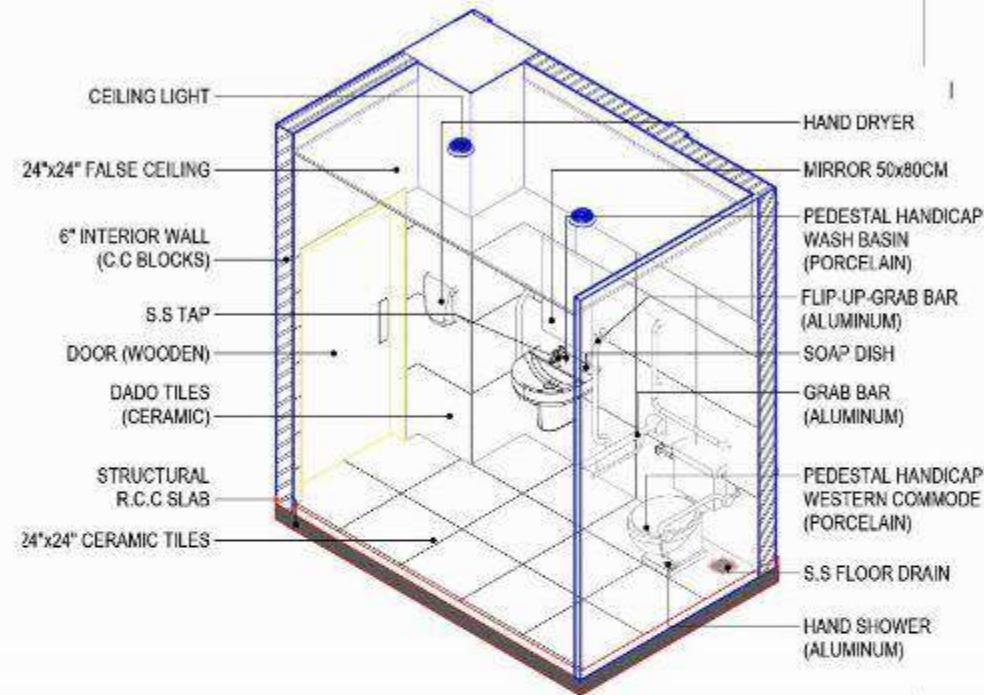 CEILING LIGHT
24"x24" FALSE CEILING
6" INTERIOR WALL
(C.C BLOCKS)
S.S TAP
DOOR (WOODEN)
DADO TILES
(CERAMIC)
STRUCTURAL
R.C.C SLAB
24"x24" CERAMIC TILES
HAND DRYER
MIRROR 50x80CM
PEDESTAL HANDICAP
WASH BASIN
(PORCELAIN)
FLIP-UP-GRAB BAR
(ALUMINUM)
SOAP DISH
GRAB BAR
(ALUMINUM)
PEDESTAL HANDICAP
WESTERN COMMODE
(PORCELAIN)
S.S FLOOR DRAIN
HAND SHOWER
(ALUMINUM)